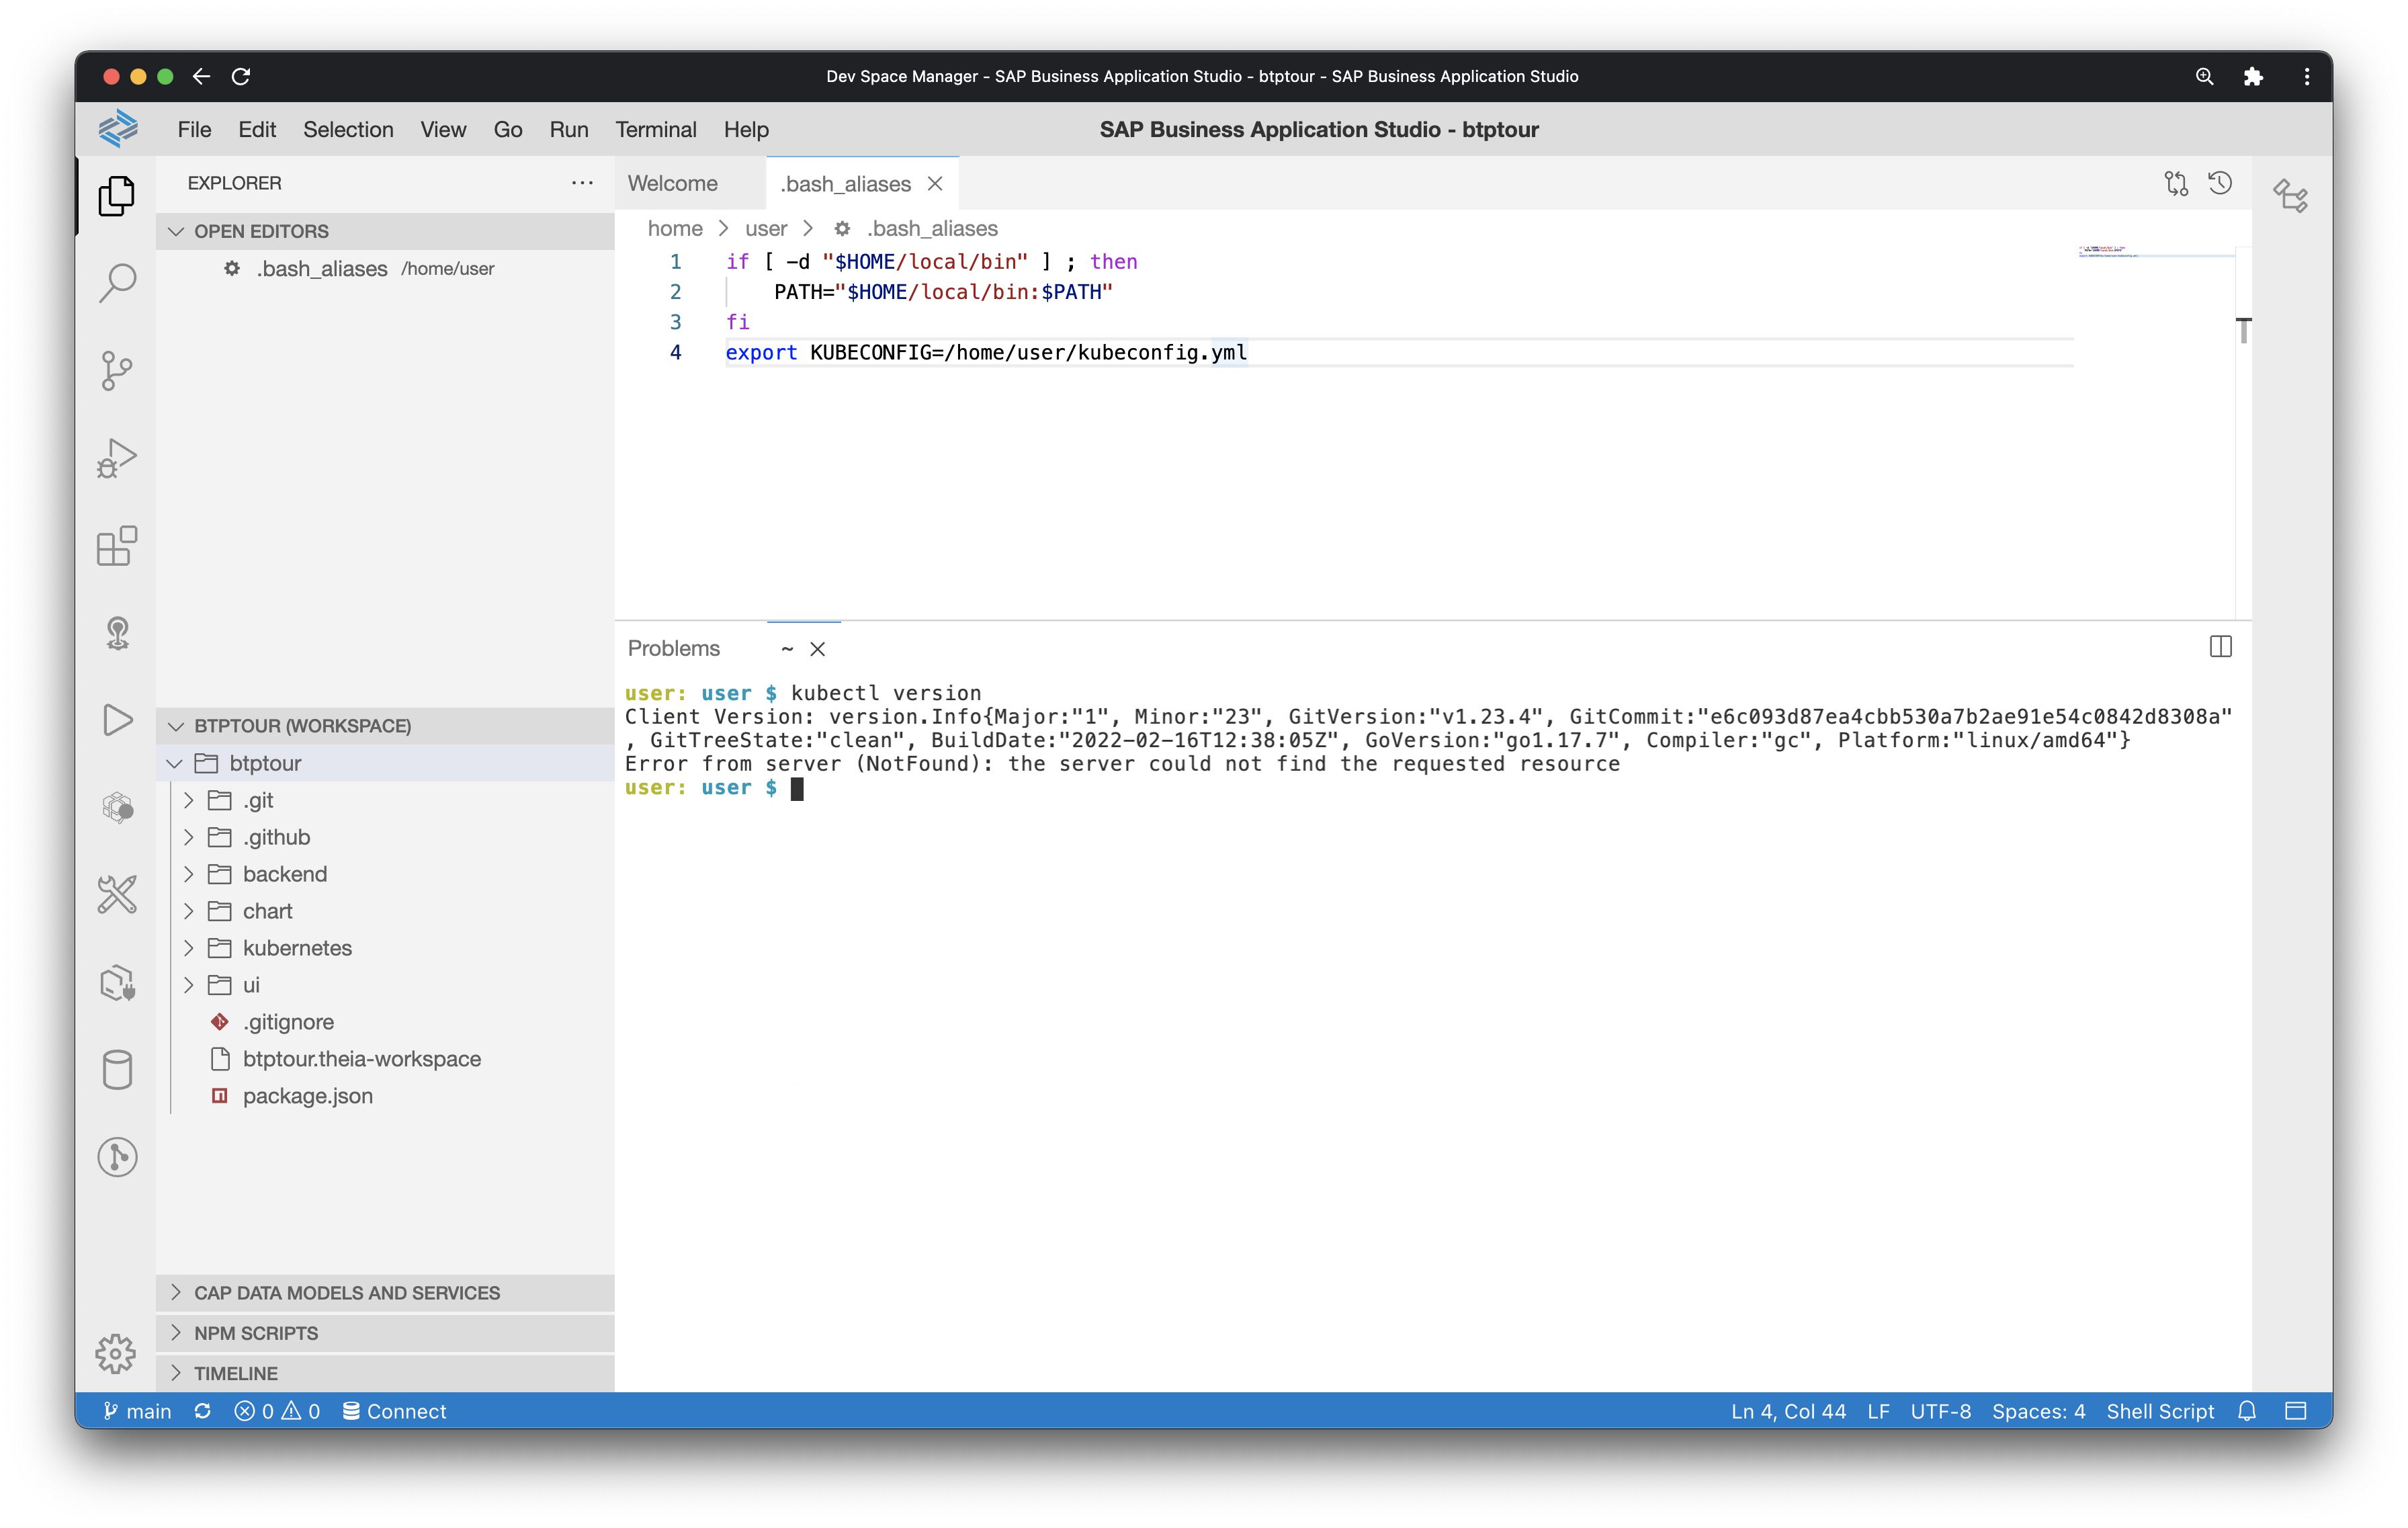 Dev Space Manager - SAP Business Application Studio - btptour - SAP Business Application Studio
File Edit Selection View Go Run Terminal Help
SAP Business Application Studio - btptour
EXPLORER
OPEN EDITORS
.bash_aliases /home/user
BTPTOUR (WORKSPACE)
btptour
.git
.github
backend
chart
kubernetes
ui
.gitignore
btptour.theia-workspace
package.json
CAP DATA MODELS AND SERVICES
NPM SCRIPTS
TIMELINE
Welcome .bash_aliases
home > user > .bash_aliases
1 if [ -d "$HOME/local/bin" ] ; then
2 PATH="$HOME/local/bin:$PATH"
3 fi
4 export KUBECONFIG=/home/user/kubeconfig.yml
Problems ~
user: user $ kubectl version
Client Version: version.Info{Major:"1", Minor:"23", GitVersion:"v1.23.4", GitCommit:"e6c093d87ea4cbb530a7b2ae91e54c0842d8308a"
, GitTreeState:"clean", BuildDate:"2022-02-16T12:38:05Z", GoVersion:"go1.17.7", Compiler:"gc", Platform:"linux/amd64"}
Error from server (NotFound): the server could not find the requested resource
user: user $
main 0 0 Connect
Ln 4, Col 44 LF UTF-8 Spaces: 4 Shell Script